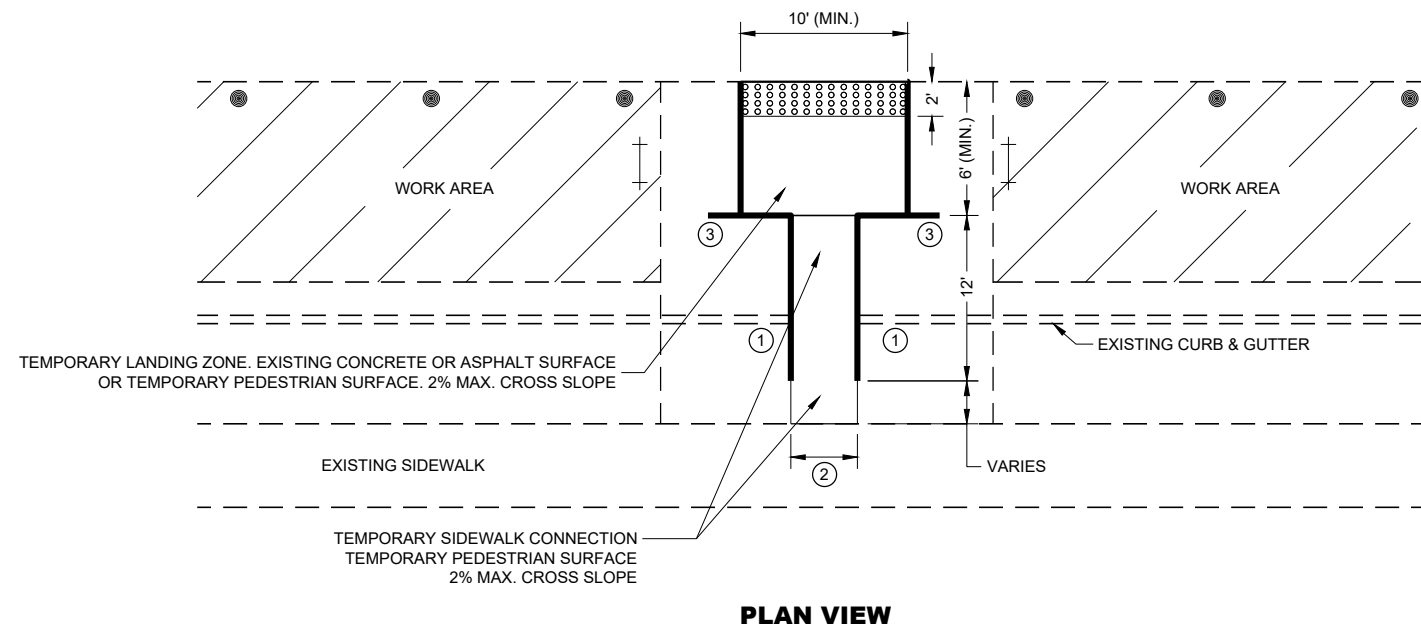 10' (MIN.)
2'
6' (MIN.)
WORK AREA
WORK AREA
3
3
12'
1
1
EXISTING CURB & GUTTER
TEMPORARY LANDING ZONE. EXISTING CONCRETE OR ASPHALT SURFACE
OR TEMPORARY PEDESTRIAN SURFACE. 2% MAX. CROSS SLOPE
EXISTING SIDEWALK
2
VARIES
TEMPORARY SIDEWALK CONNECTION
TEMPORARY PEDESTRIAN SURFACE
2% MAX. CROSS SLOPE
PLAN VIEW